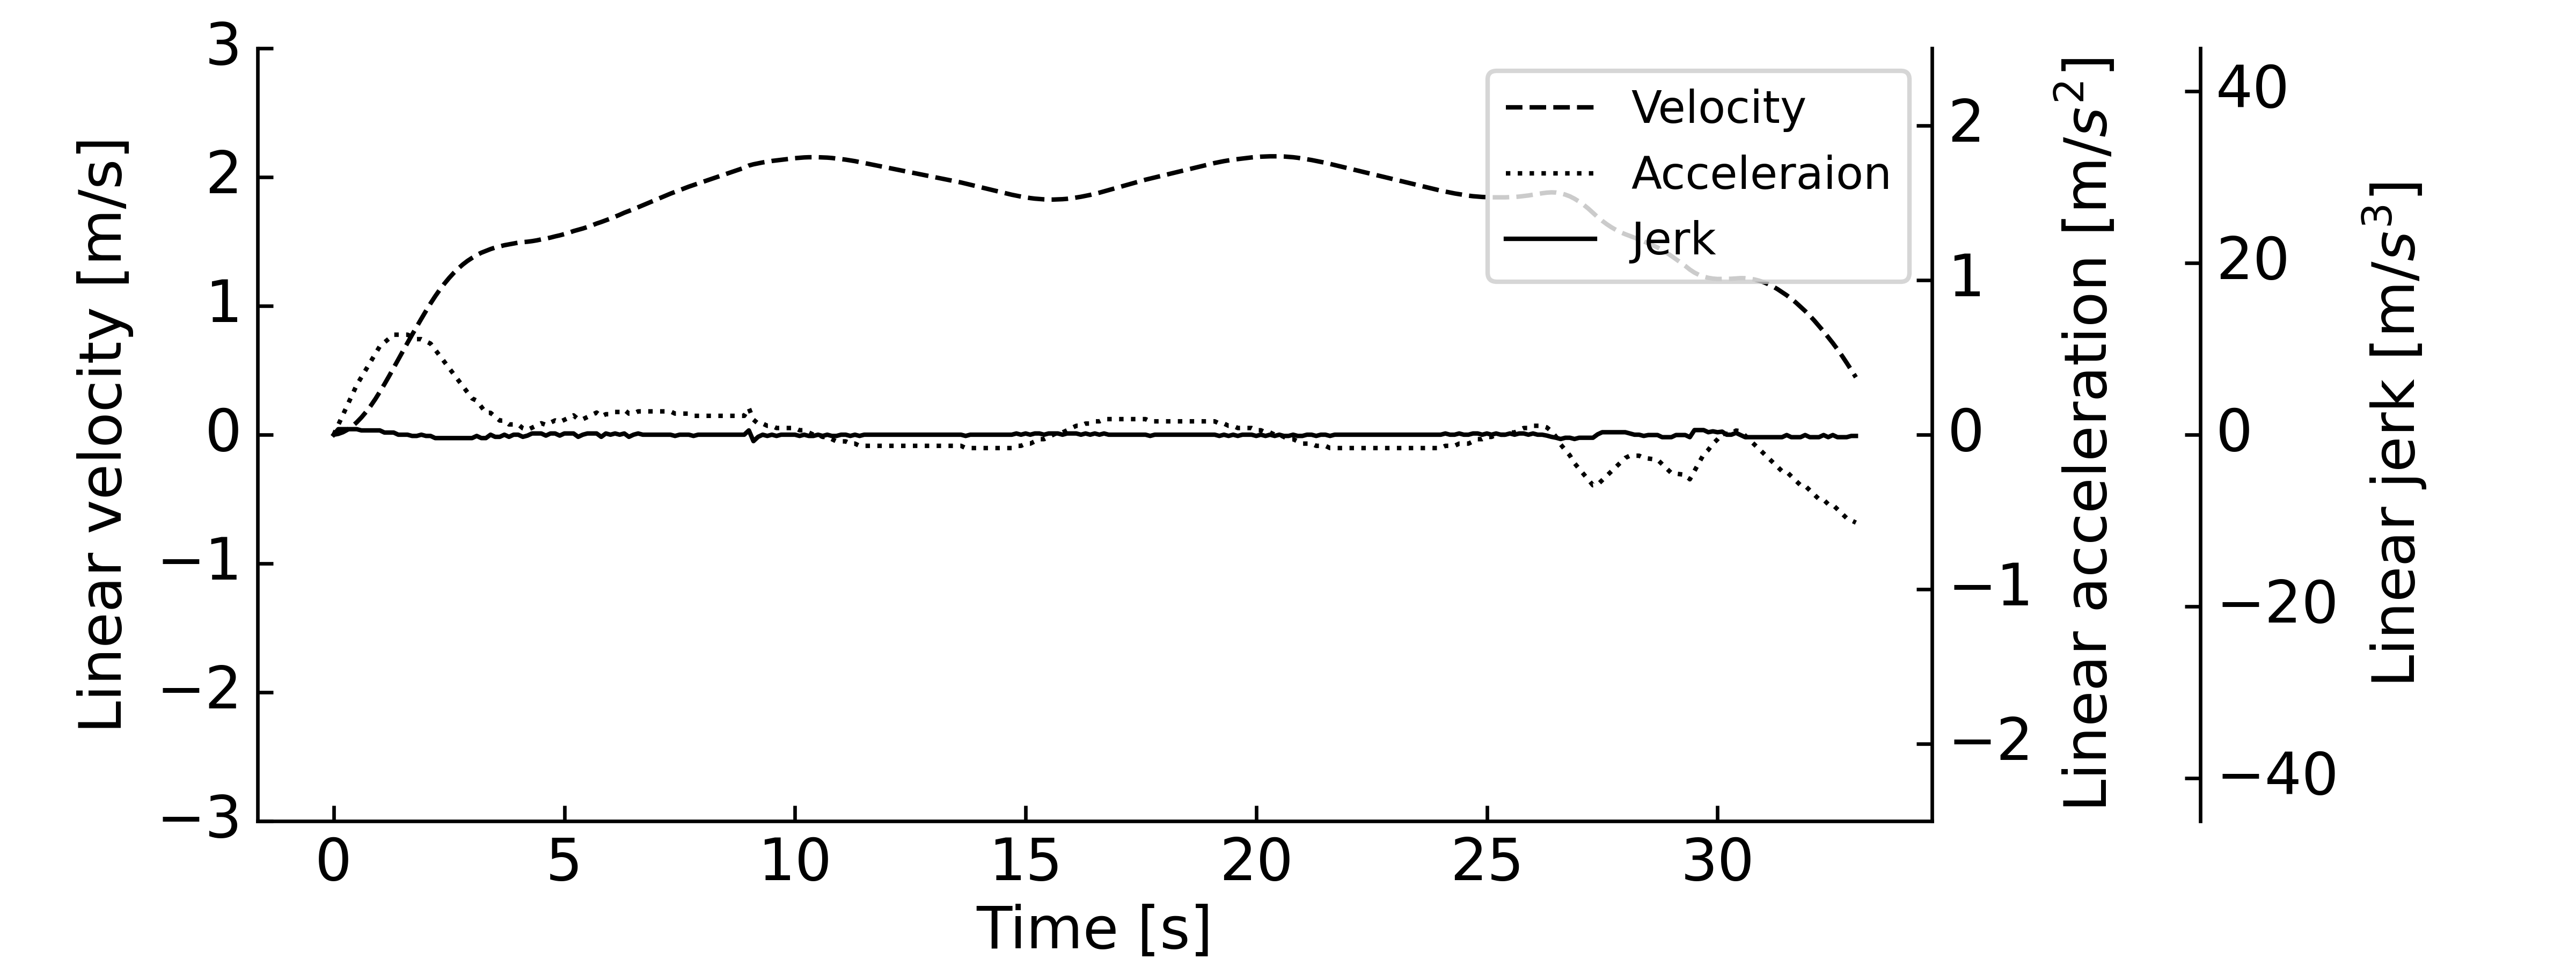 Linear velocity [m/s]
3
2
1
0
−1
−2
−3
0 5 10 15 20 25 30
Time [s]
Velocity
Acceleraion
Jerk
2
1
0
−1
−2
Linear acceleration [m/s²]
40
20
0
−20
−40
Linear jerk [m/s³]